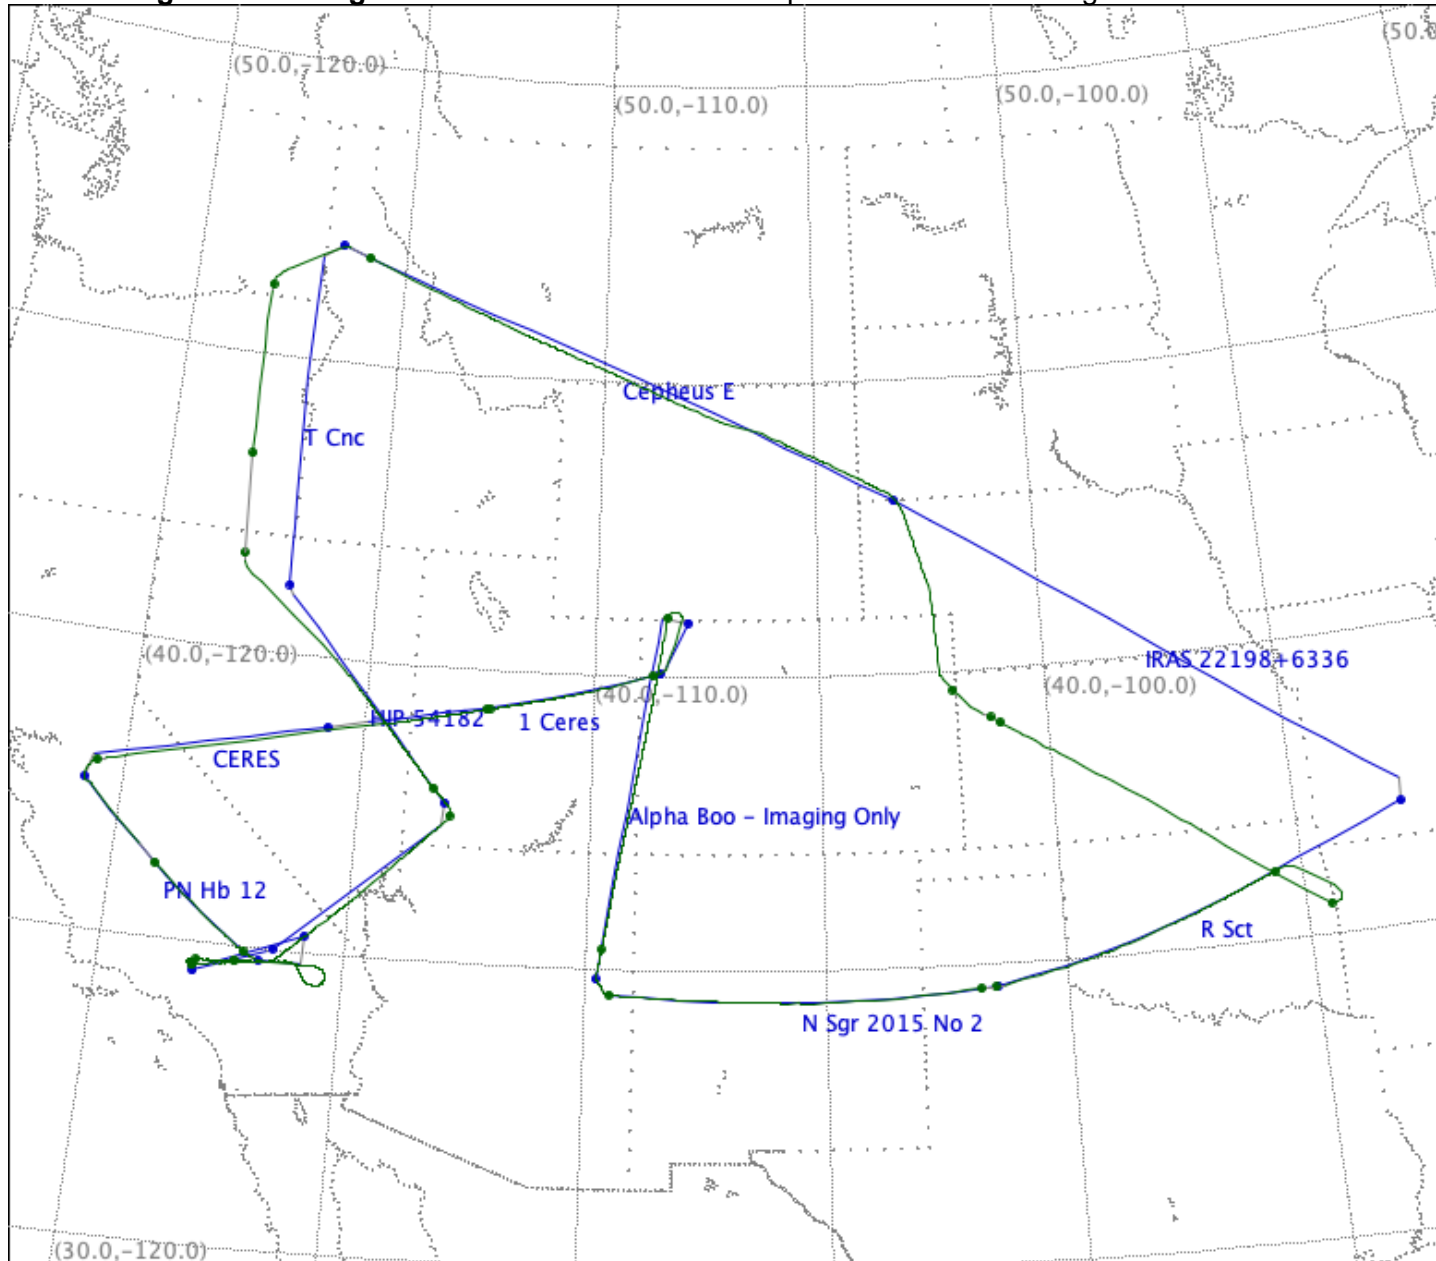 (50.0,-120.0)
(50.0,-110.0)
(50.0,-100.0)
(50.0
Cepheus E
T Cnc
(40.0,-120.0)
IRAS 22198+6336
(40.0,-110.0)
(40.0,-100.0)
HIP 54182
1 Ceres
CERES
Alpha Boo - Imaging Only
PN Hb 12
R Sct
N Sgr 2015 No 2
(30.0,-120.0)